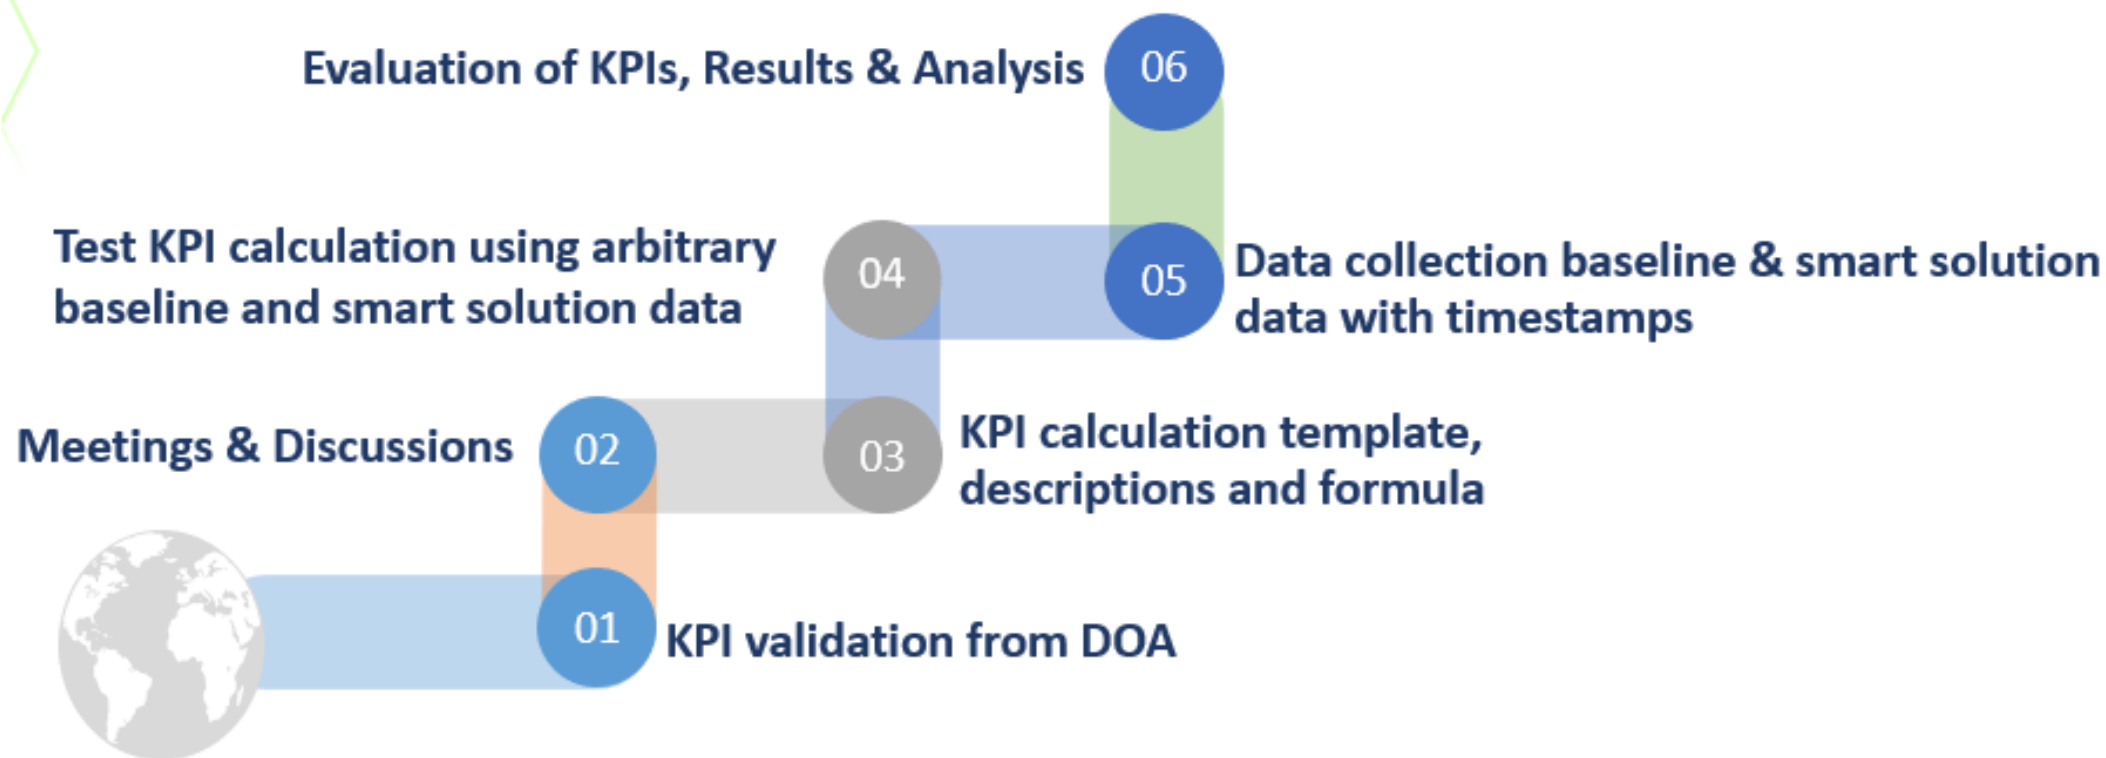 Evaluation of KPIs, Results & Analysis
06
Test KPI calculation using arbitrary
baseline and smart solution data
04
05
Data collection baseline & smart solution
data with timestamps
Meetings & Discussions
02
03
KPI calculation template,
descriptions and formula
01
KPI validation from DOA